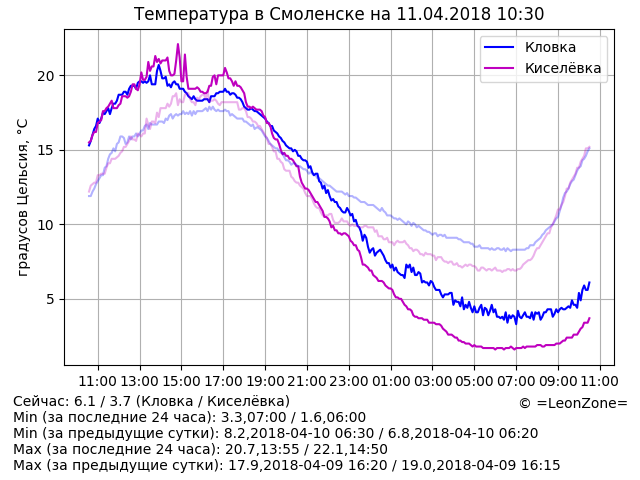 Температура в Смоленске на 11.04.2018 10:30
Кловка
Киселёвка
градусов Цельсия, °C
20
15
10
5
11:00 13:00 15:00 17:00 19:00 21:00 23:00 01:00 03:00 05:00 07:00 09:00 11:00
Сейчас: 6.1 / 3.7 (Кловка / Киселёвка)
© =LeonZone=
Min (за последние 24 часа): 3.3,07:00 / 1.6,06:00
Min (за предыдущие сутки): 8.2,2018-04-10 06:30 / 6.8,2018-04-10 06:20
Max (за последние 24 часа): 20.7,13:55 / 22.1,14:50
Max (за предыдущие сутки): 17.9,2018-04-09 16:20 / 19.0,2018-04-09 16:15